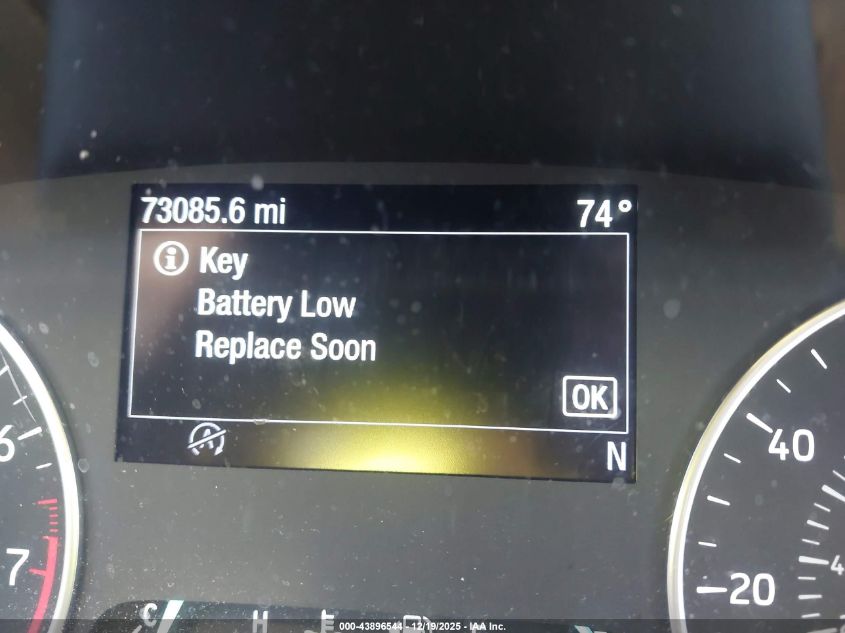 73085.6 mi 74°
Key
Battery Low
Replace Soon
OK
N
6
7
40
20
4
C H
000-43896544 - 12/19/2025 - IAA Inc.